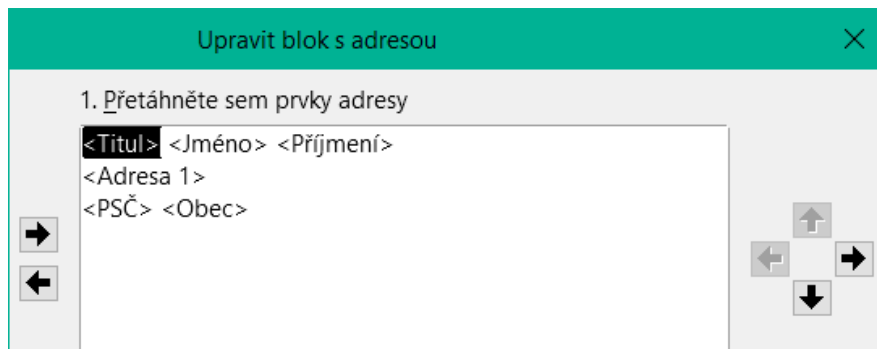 Upravit blok s adresou
1. Přetáhněte sem prvky adresy
<Titul> <Jméno> <Příjmení>
<Adresa 1>
<PSČ> <Obec>